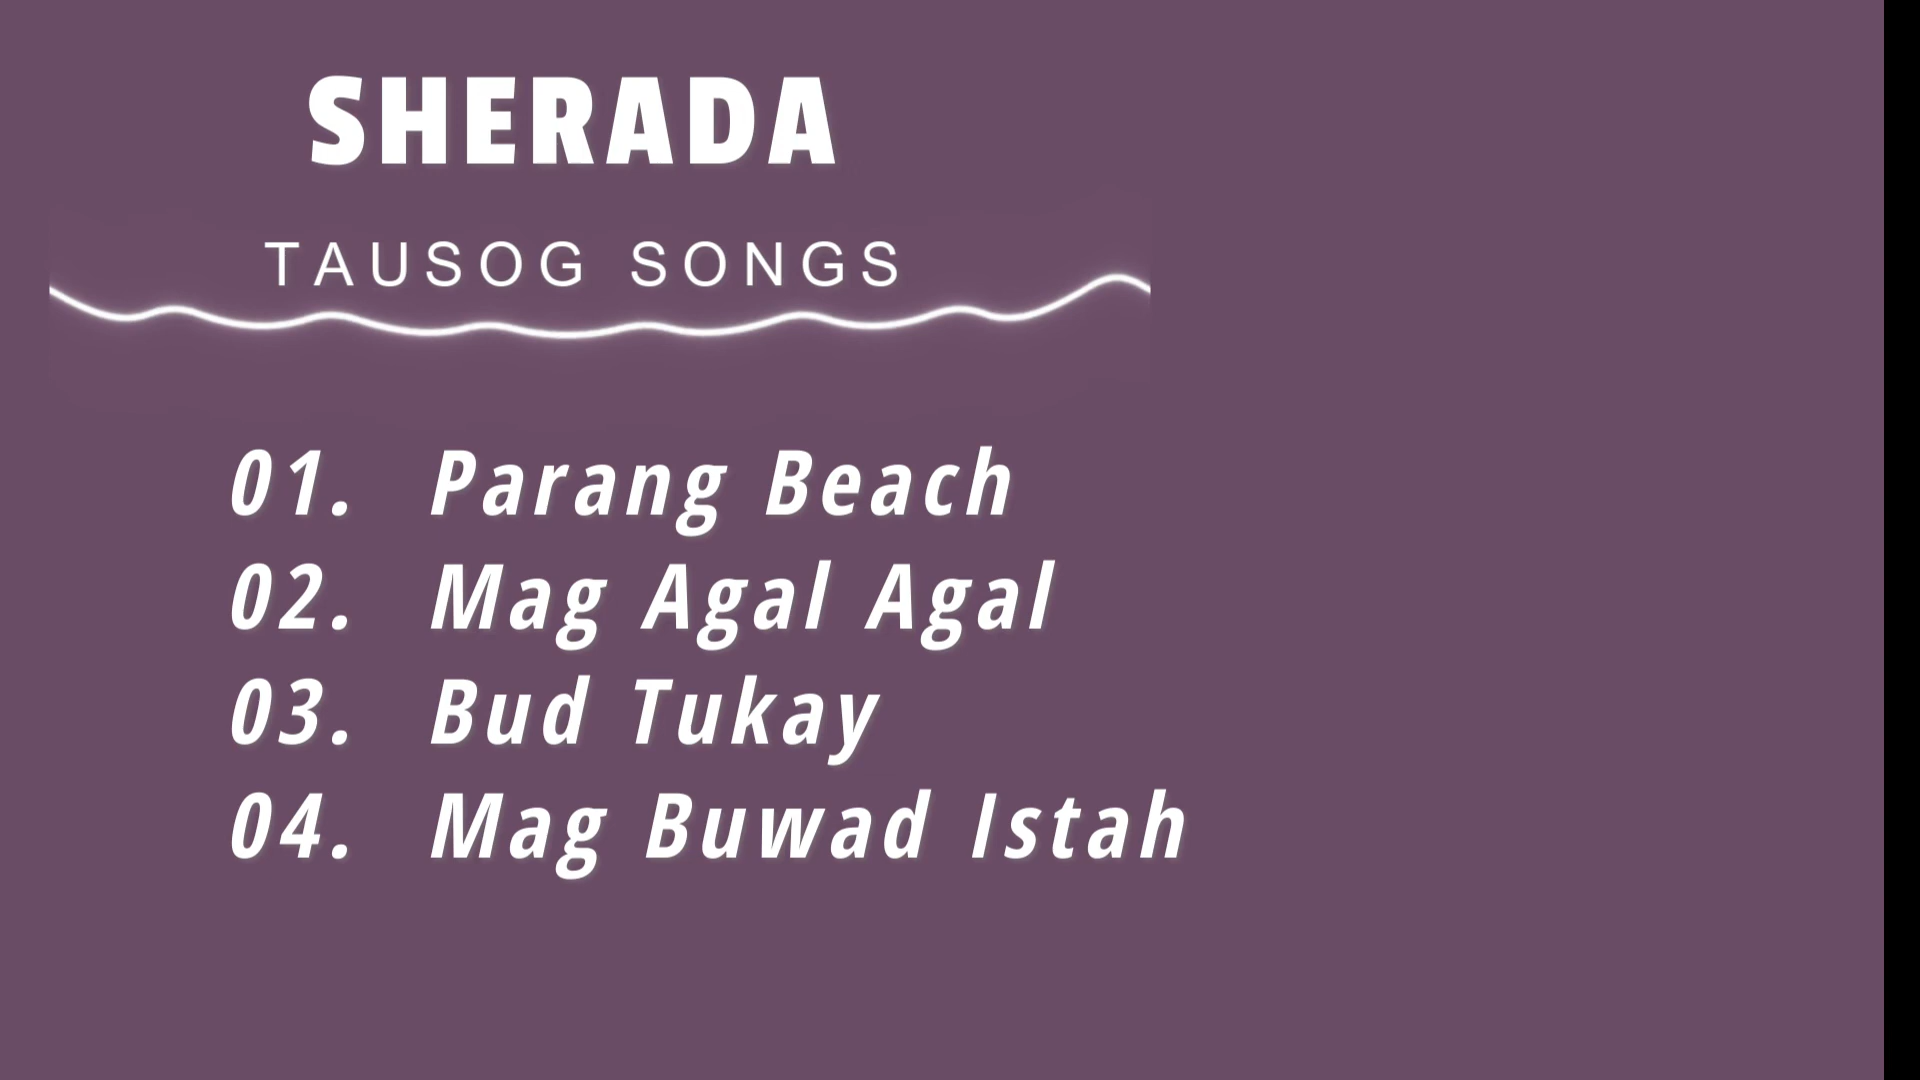 SHERADA
TAUSOG SONGS
01. Parang Beach
02. Mag Agal Agal
03. Bud Tukay
04. Mag Buwad Istah